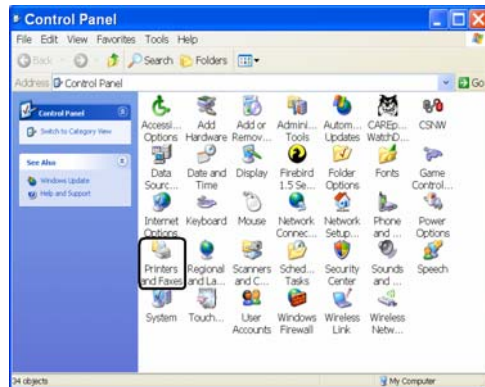 Control Panel
File Edit View Favorites Tools Help
Back Search Folders
Address Control Panel Go
Control Panel
Switch to Category View
See Also
Windows Update
Help and Support
Accessi... Add Add or Admini... Autom... CAREp... CSNW
Options Hardware Remov... Tools Updates WatchD...
Data Date and Display Firebird Folder Fonts Game
Sourc... Time 1.5 Se... Options Control...
Internet Keyboard Mouse Network Network Phone Power
Options Connec... Setup... and ... Options
Printers Regional Scanners Sched... Security Sounds Speech
and Faxes and La... and C... Tasks Center and ...
System Touch... User Windows Wireless Wireless
Accounts Firewall Link Netw...
34 objects My Computer